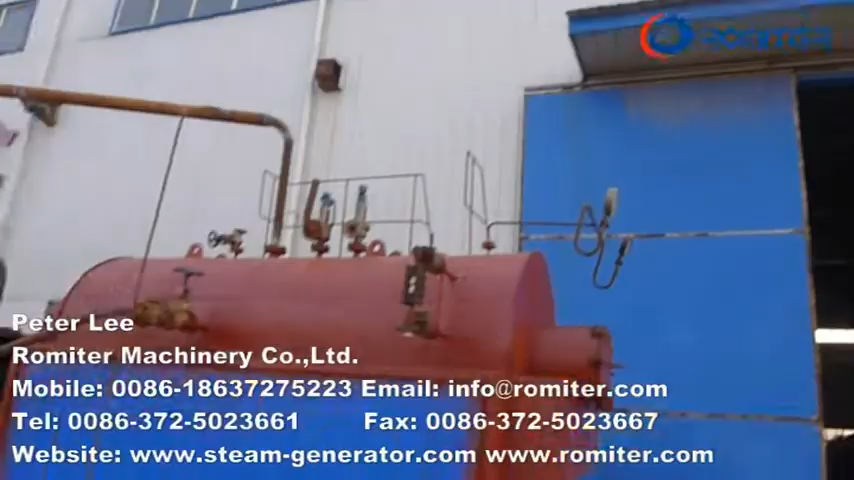 ROMITER
Peter Lee
Romiter Machinery Co.,Ltd.
Mobile: 0086-18637275223 Email: info@romiter.com
Tel: 0086-372-5023661 Fax: 0086-372-5023667
Website: www.steam-generator.com www.romiter.com